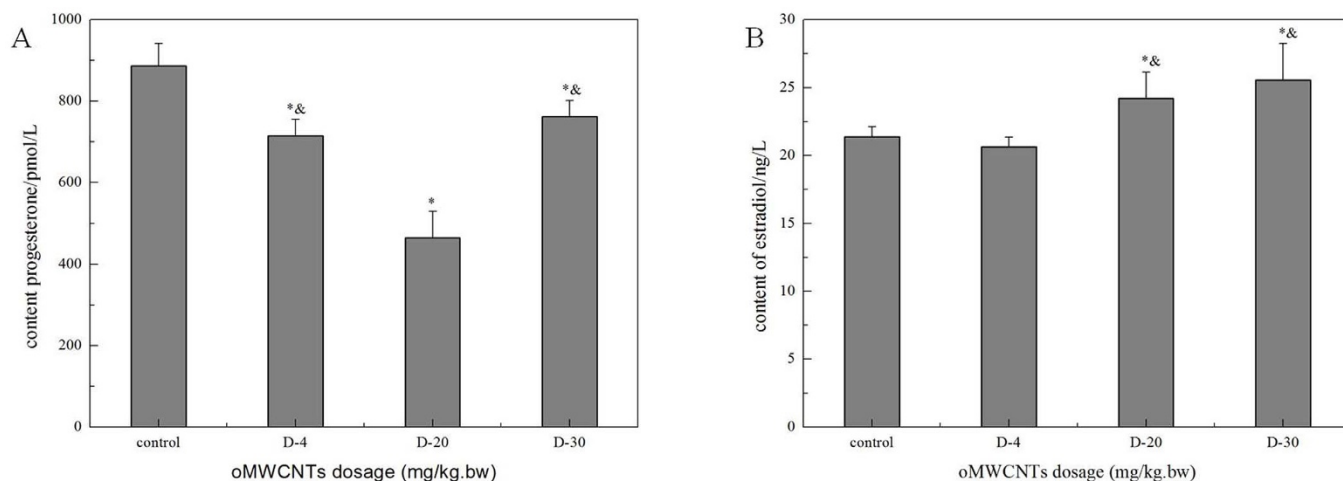 A
content progesterone/pmol/L
1000
800
600
400
200
0
*&
*
*&
control D-4 D-20 D-30
oMWCNTs dosage (mg/kg.bw)
B
content of estradiol/ng/L
30
25
20
15
10
5
0
*&
*&
control D-4 D-20 D-30
oMWCNTs dosage (mg/kg.bw)